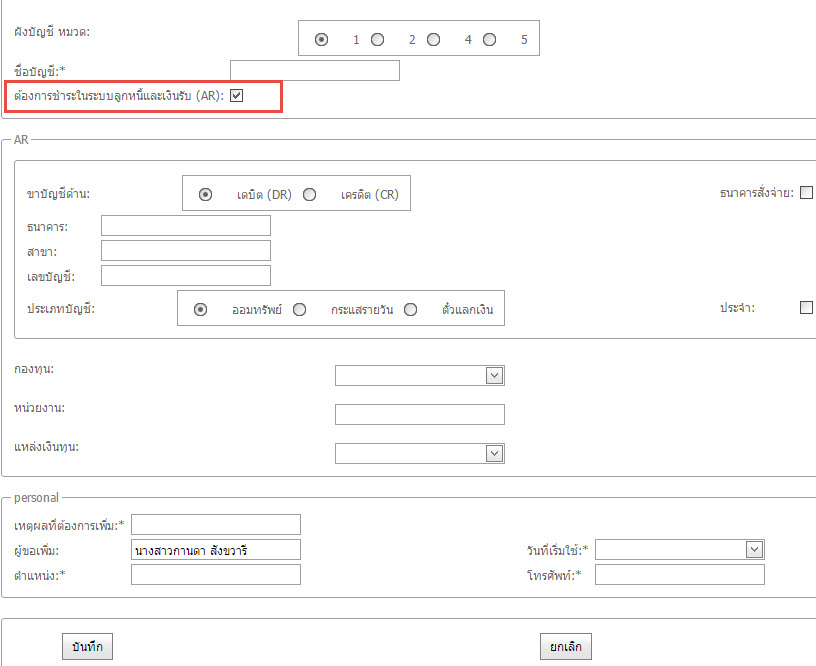 ผังบัญชี หมวด: 1 2 4 5
ชื่อบัญชี:*
ต้องการชำระในระบบลูกหนี้และเงินรับ (AR):
AR
ขาบัญชีด้าน: เดบิต (DR) เครดิต (CR) ธนาคารสั่งจ่าย:
ธนาคาร:
สาขา:
เลขบัญชี:
ประเภทบัญชี: ออมทรัพย์ กระแสรายวัน ตั๋วแลกเงิน ประจำ:
กองทุน:
หน่วยงาน:
แหล่งเงินทุน:
personal
เหตุผลที่ต้องการเพิ่ม:*
ผู้ขอเพิ่ม: นางสาวกานดา สังขวารี วันที่เริ่มใช้:*
ตำแหน่ง:* โทรศัพท์:*
บันทึก ยกเลิก